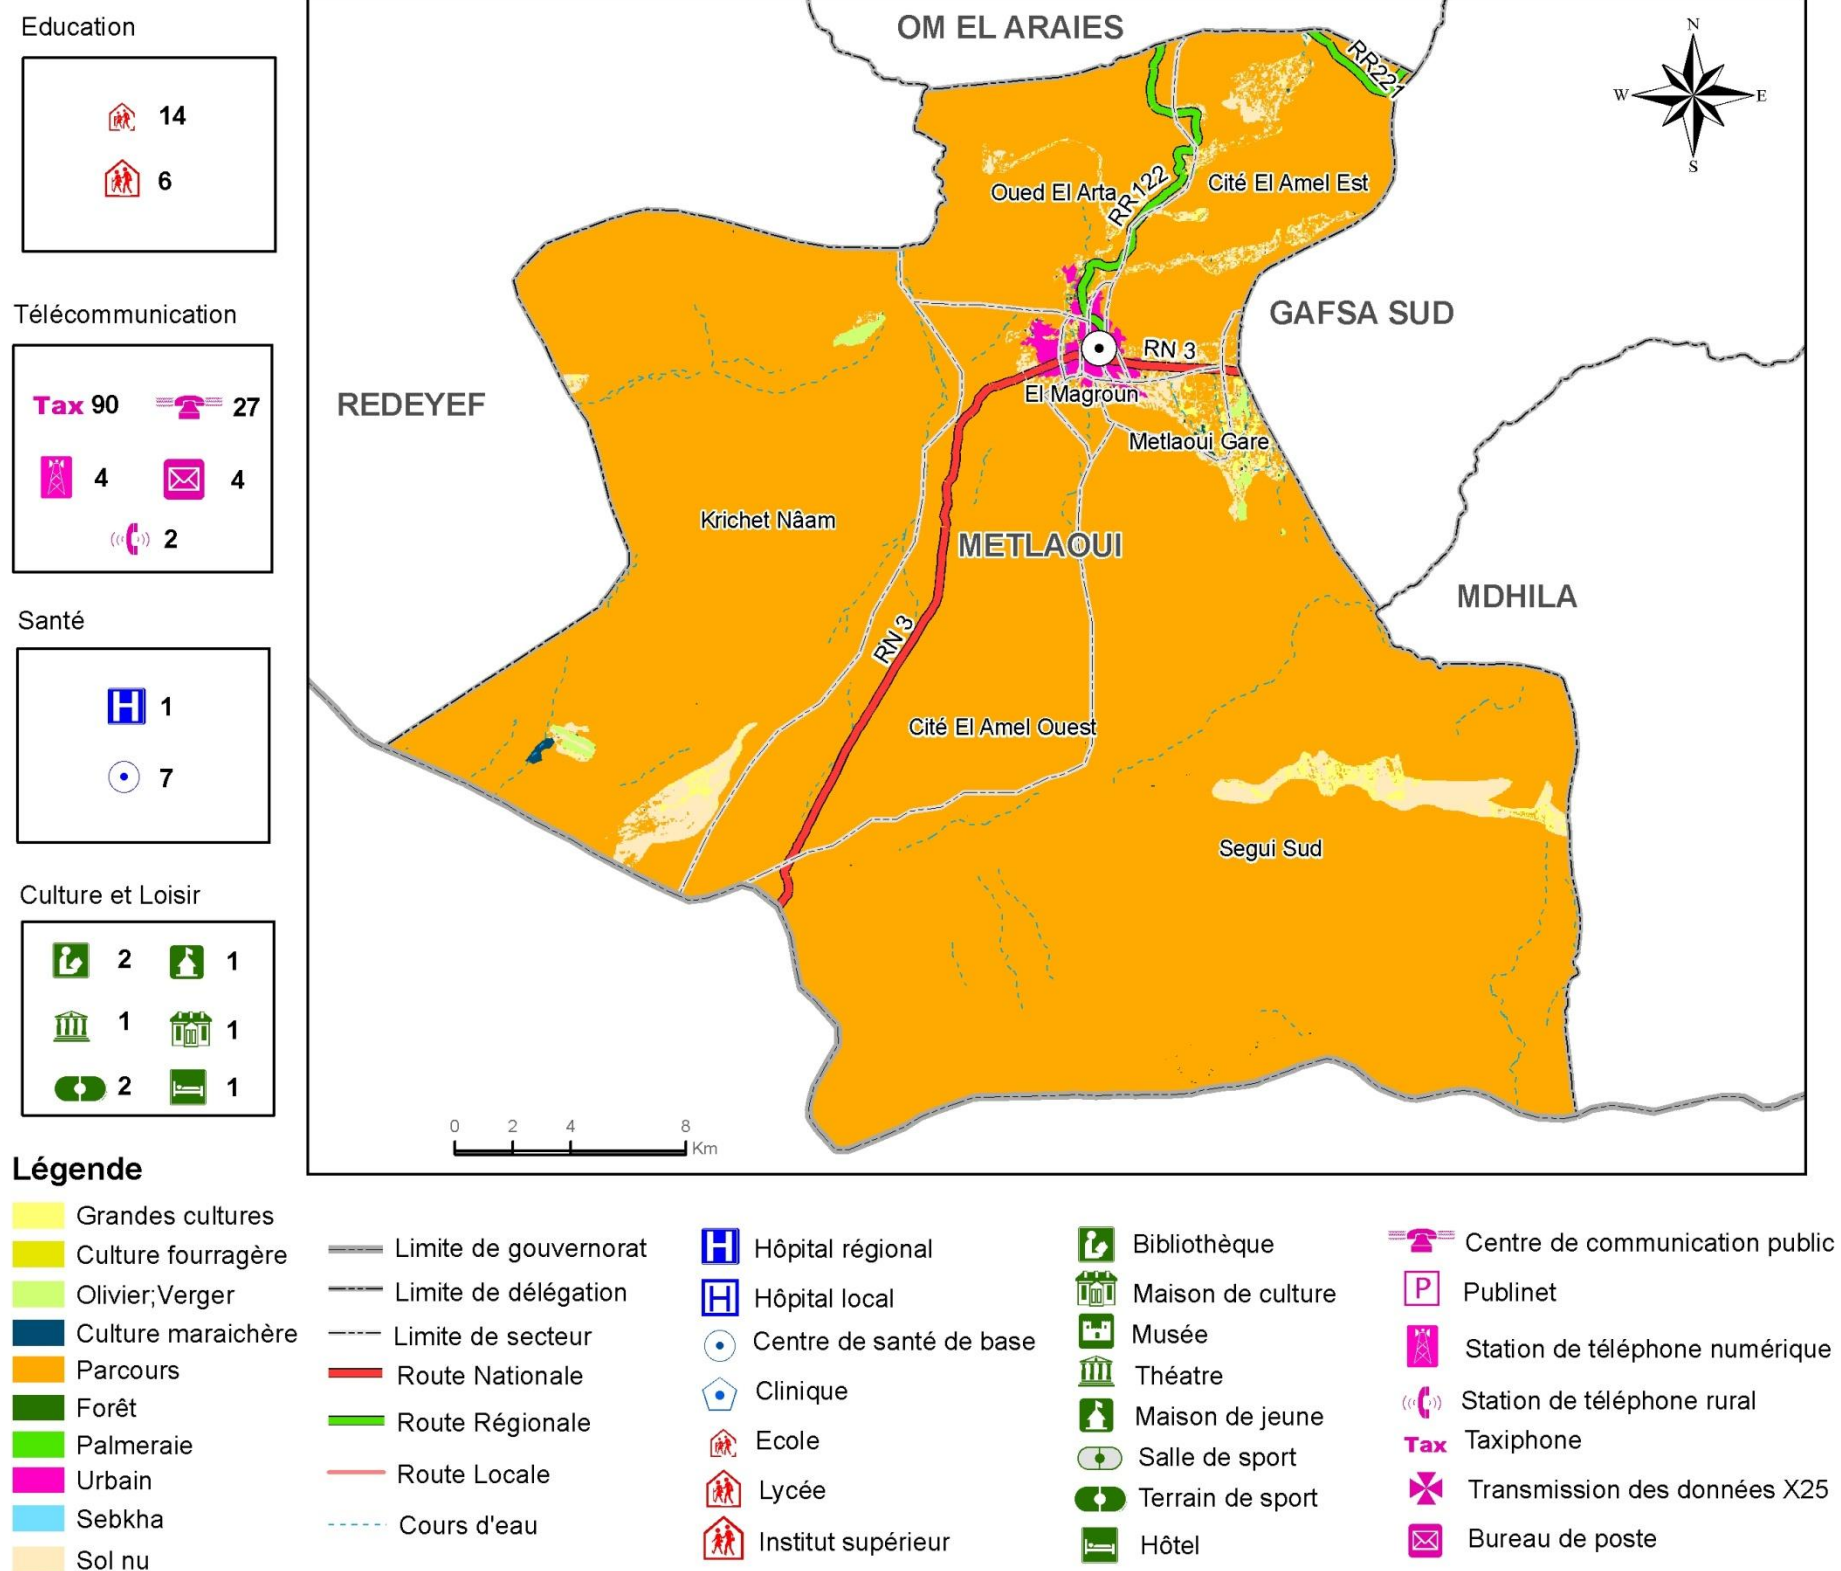 Education
14
6
Télécommunication
Tax 90
27
4
4
2
Santé
1
7
Culture et Loisir
2
1
1
1
2
1
OM EL ARAIES
RR221
N
W
E
S
Oued El Arta
RR122
Cité El Amel Est
GAFSA SUD
RN 3
REDEYEF
El Magroun
Metlaoui Gare
Krichet Nâam
METLAOUI
MDHILA
RN 3
Cité El Amel Ouest
Segui Sud
0 2 4 8
Km
Légende
Grandes cultures
Culture fourragère
Olivier;Verger
Culture maraichère
Parcours
Forêt
Palmeraie
Urbain
Sebkha
Sol nu
Limite de gouvernorat
Limite de délégation
Limite de secteur
Route Nationale
Route Régionale
Route Locale
Cours d'eau
H Hôpital régional
H Hôpital local
Centre de santé de base
Clinique
Ecole
Lycée
Institut supérieur
Bibliothèque
Maison de culture
Musée
Théatre
Maison de jeune
Salle de sport
Terrain de sport
Hôtel
Centre de communication public
P Publinet
Station de téléphone numérique
Station de téléphone rural
Tax Taxiphone
Transmission des données X25
Bureau de poste